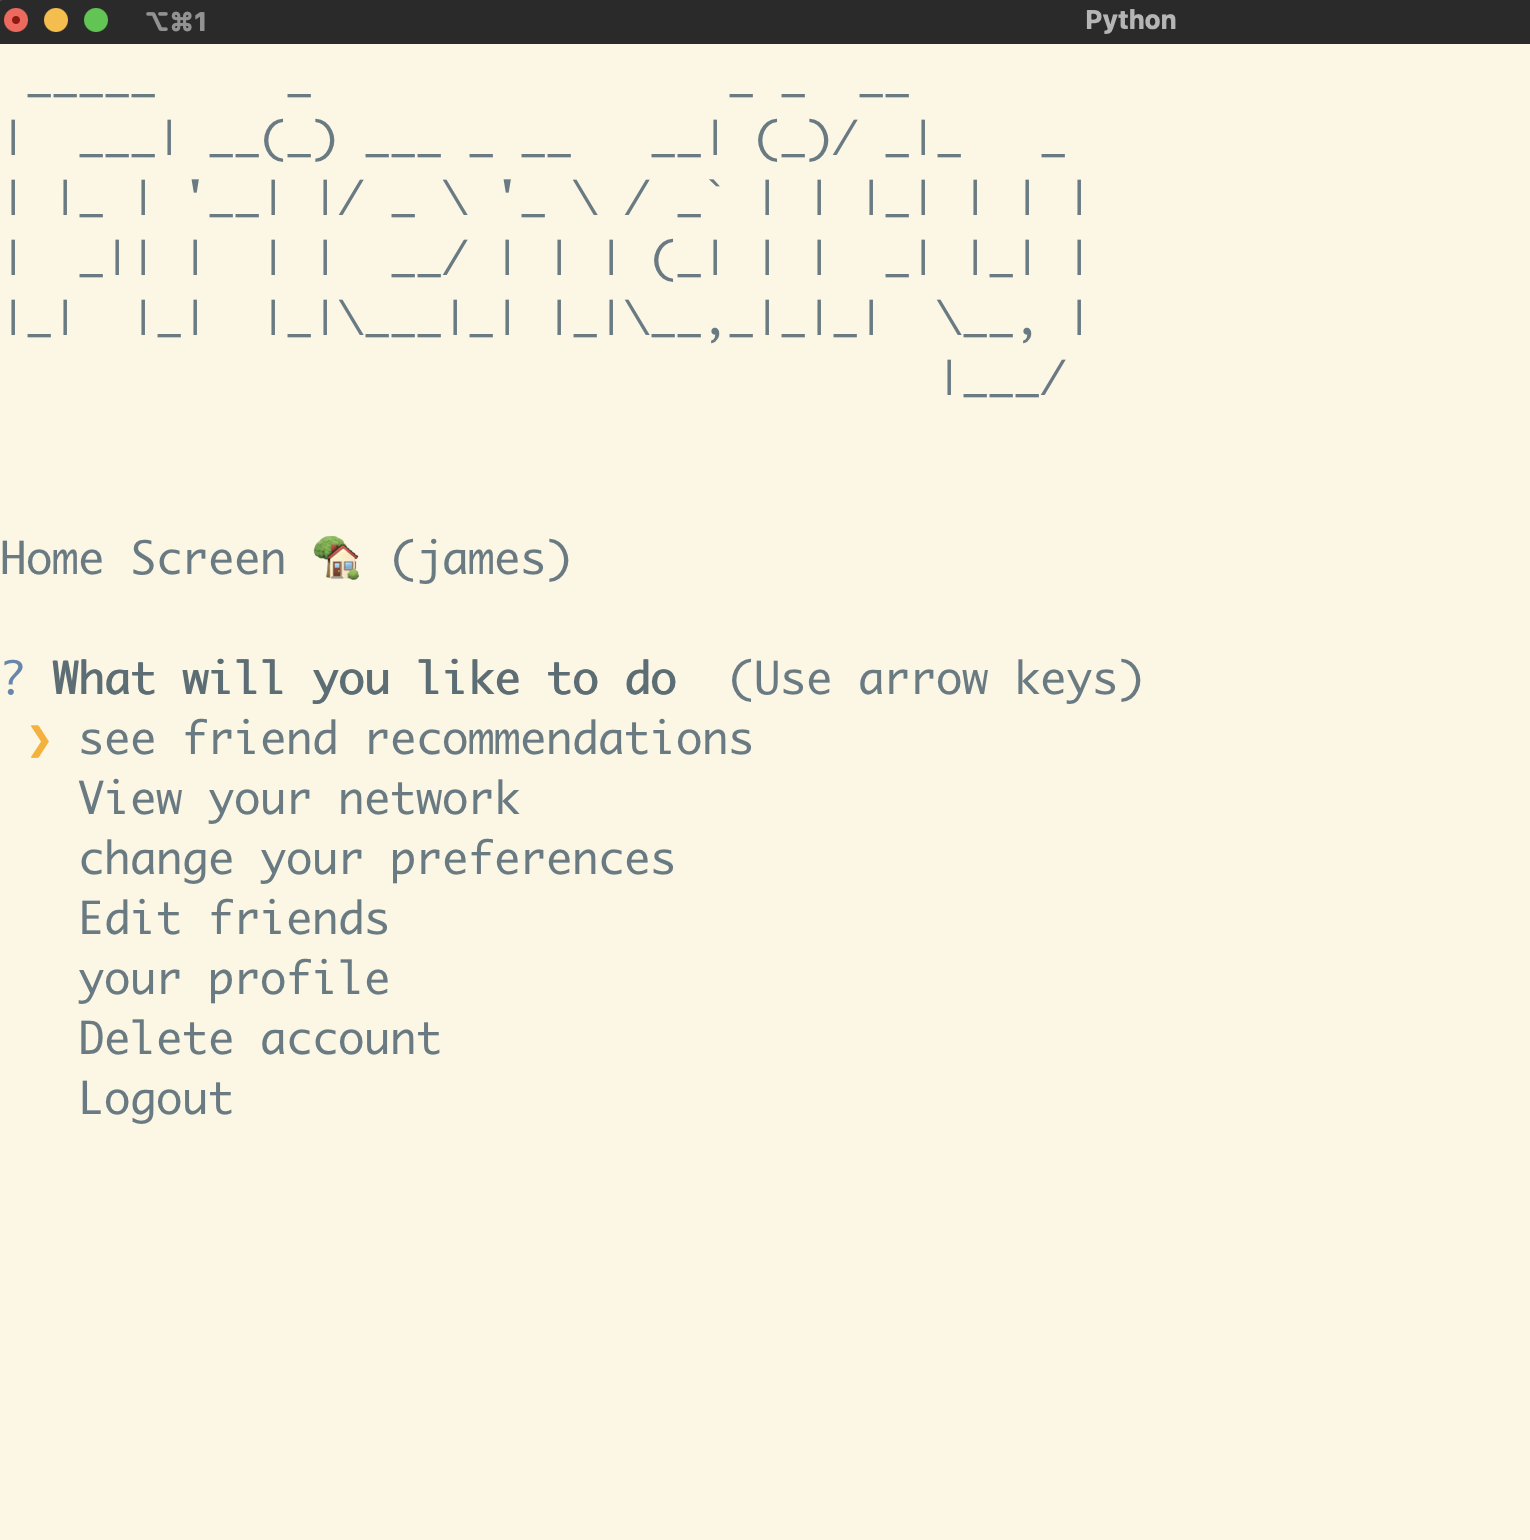 ⌥⌘1 Python
 _____     _                _ _  __
|  ___| __(_) ___ _ __   __| (_)/ _|_   _
| |_ | '__| |/ _ \ '_ \ / _` | | |_| | | |
|  _|| |  | |  __/ | | | (_| | |  _| |_| |
|_|  |_|  |_|\___|_| |_|\__,_|_|_|  \__, |
                                    |___/
Home Screen 🏡 (james)
? What will you like to do  (Use arrow keys)
 ❯ see friend recommendations
   View your network
   change your preferences
   Edit friends
   your profile
   Delete account
   Logout